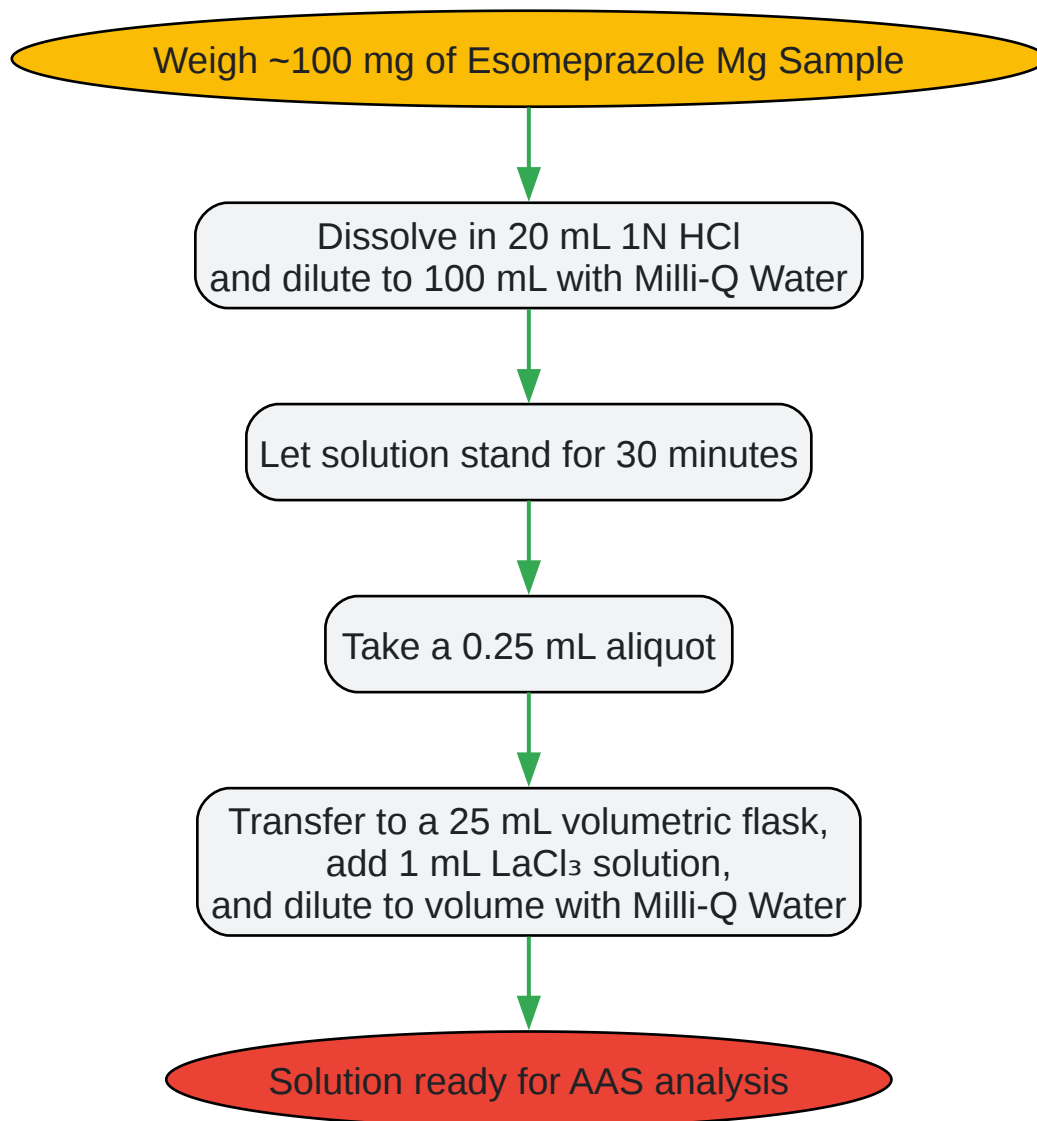 Weigh ~100 mg of Esomeprazole Mg Sample
Dissolve in 20 mL 1N HCl
and dilute to 100 mL with Milli-Q Water
Let solution stand for 30 minutes
Take a 0.25 mL aliquot
Transfer to a 25 mL volumetric flask,
add 1 mL LaCl₃ solution,
and dilute to volume with Milli-Q Water
Solution ready for AAS analysis